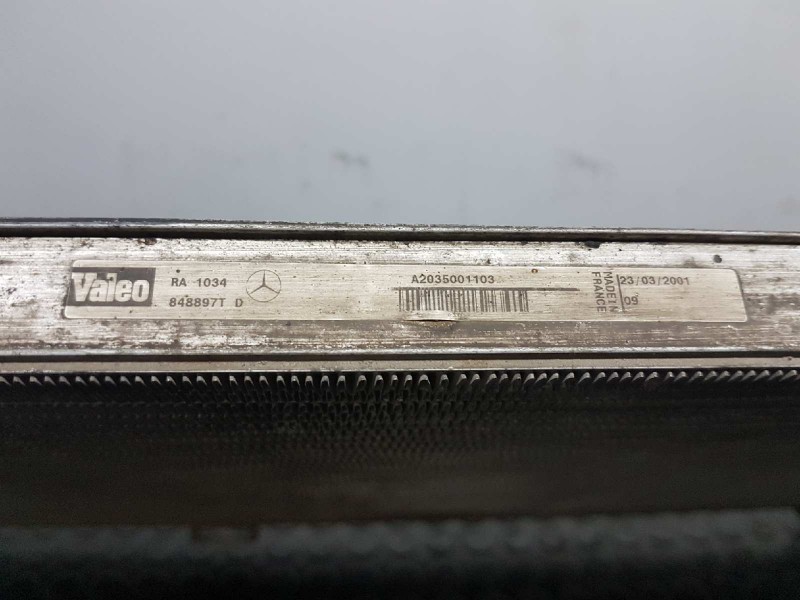 Valeo
RA 1034
848897T D
A2035001103
MADE IN
FRANCE
23/03/2001
09